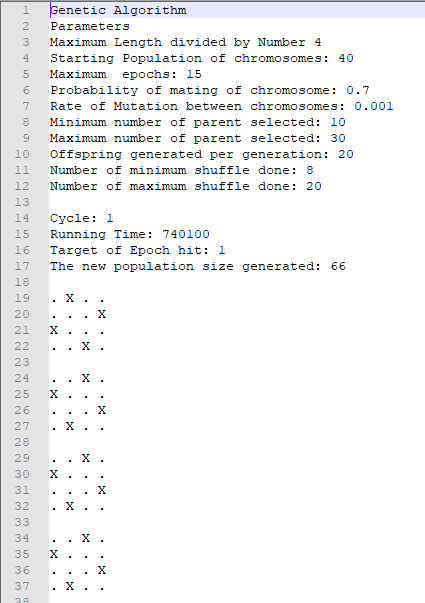 1 Genetic Algorithm
2 Parameters
3 Maximum Length divided by Number 4
4 Starting Population of chromosomes: 40
5 Maximum  epochs: 15
6 Probability of mating of chromosome: 0.7
7 Rate of Mutation between chromosomes: 0.001
8 Minimum number of parent selected: 10
9 Maximum number of parent selected: 30
10 Offspring generated per generation: 20
11 Number of minimum shuffle done: 8
12 Number of maximum shuffle done: 20
13
14 Cycle: 1
15 Running Time: 740100
16 Target of Epoch hit: 1
17 The new population size generated: 66
18
19 . X . .
20 . . . X
21 X . . .
22 . . X .
23
24 . . X .
25 X . . .
26 . . . X
27 . X . .
28
29 . . X .
30 X . . .
31 . . . X
32 . X . .
33
34 . . X .
35 X . . .
36 . . . X
37 . X . .
38